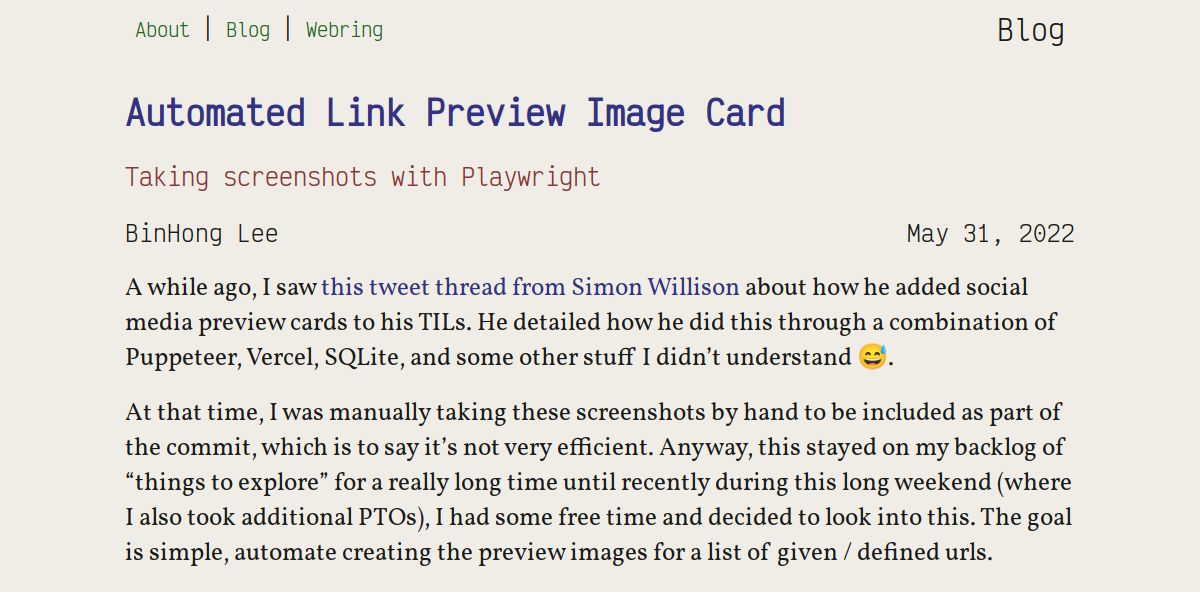 About | Blog | Webring Blog
Automated Link Preview Image Card
Taking screenshots with Playwright
BinHong Lee May 31, 2022
A while ago, I saw this tweet thread from Simon Willison about how he added social
media preview cards to his TILs. He detailed how he did this through a combination of
Puppeteer, Vercel, SQLite, and some other stuff I didn’t understand 😅.
At that time, I was manually taking these screenshots by hand to be included as part of
the commit, which is to say it’s not very efficient. Anyway, this stayed on my backlog of
“things to explore” for a really long time until recently during this long weekend (where
I also took additional PTOs), I had some free time and decided to look into this. The goal
is simple, automate creating the preview images for a list of given / defined urls.